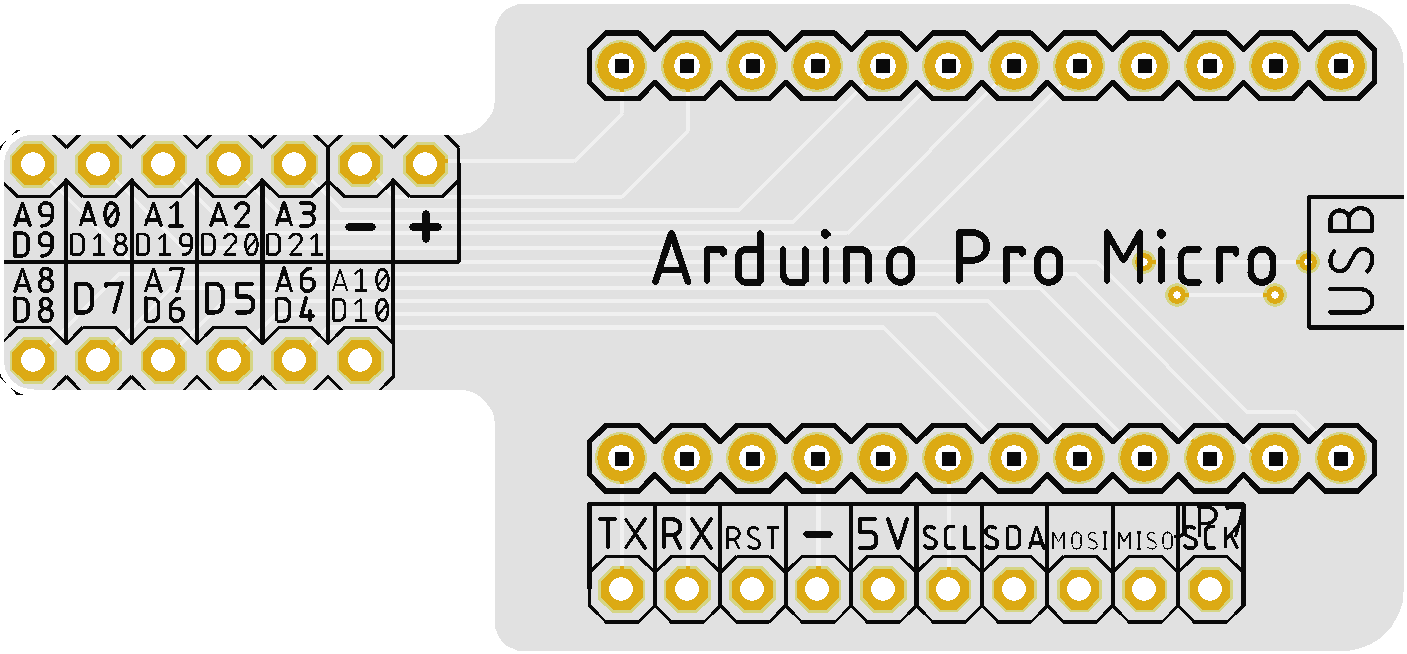 A9 A0 A1 A2 A3 - +
D9 D18 D19 D20 D21
A8 D7 A7 D5 A6 A10
D8 D6 D4 D10
Arduino Pro Micro
USB
JP7
TX RX RST - 5V SCL SDA MOSI MISO SCK